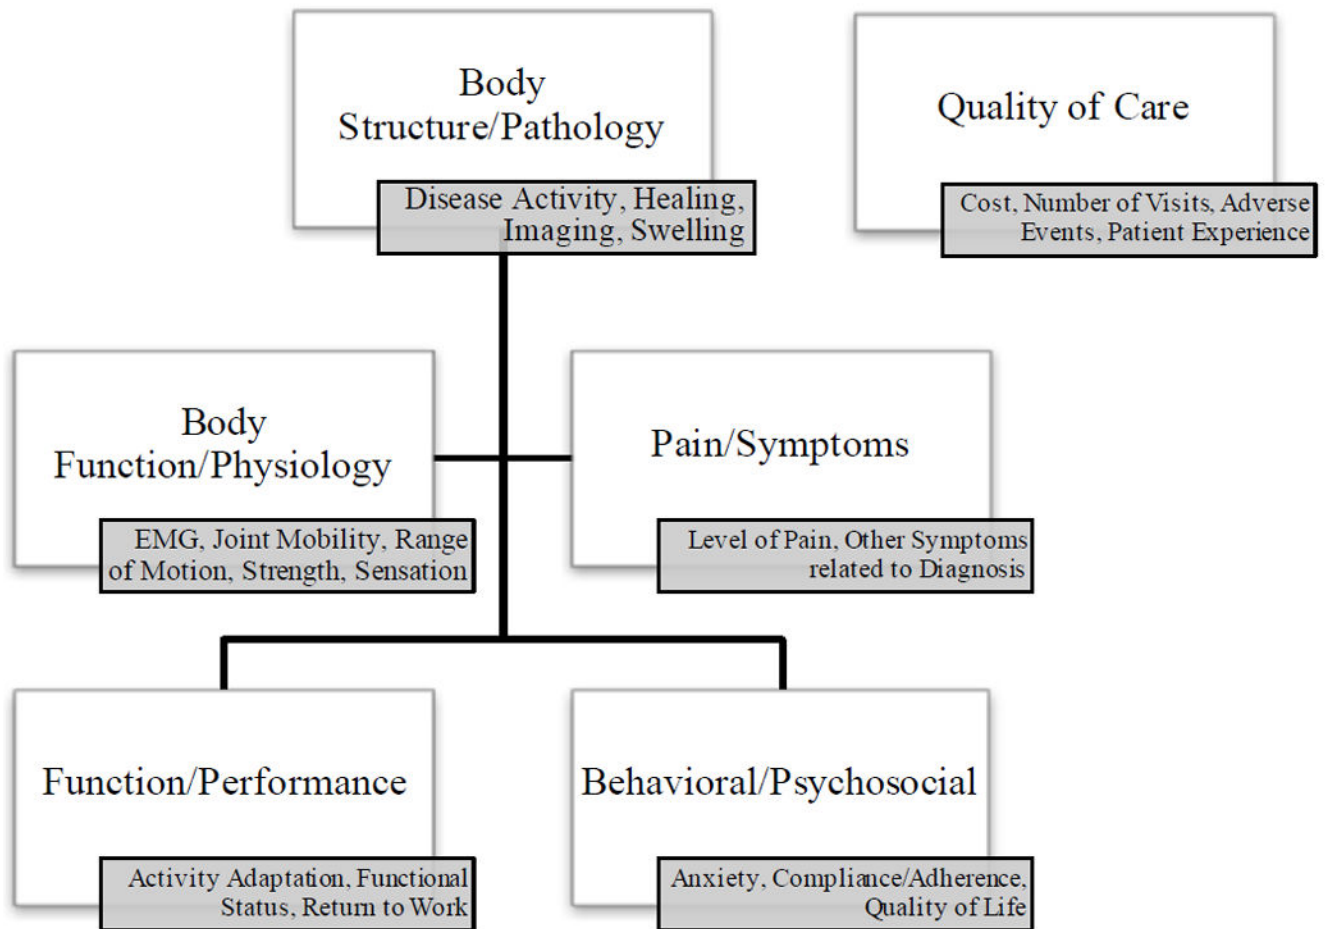 Body
Structure/Pathology
Disease Activity, Healing,
Imaging, Swelling
Quality of Care
Cost, Number of Visits, Adverse
Events, Patient Experience
Body
Function/Physiology
EMG, Joint Mobility, Range
of Motion, Strength, Sensation
Pain/Symptoms
Level of Pain, Other Symptoms
related to Diagnosis
Function/Performance
Activity Adaptation, Functional
Status, Return to Work
Behavioral/Psychosocial
Anxiety, Compliance/Adherence,
Quality of Life